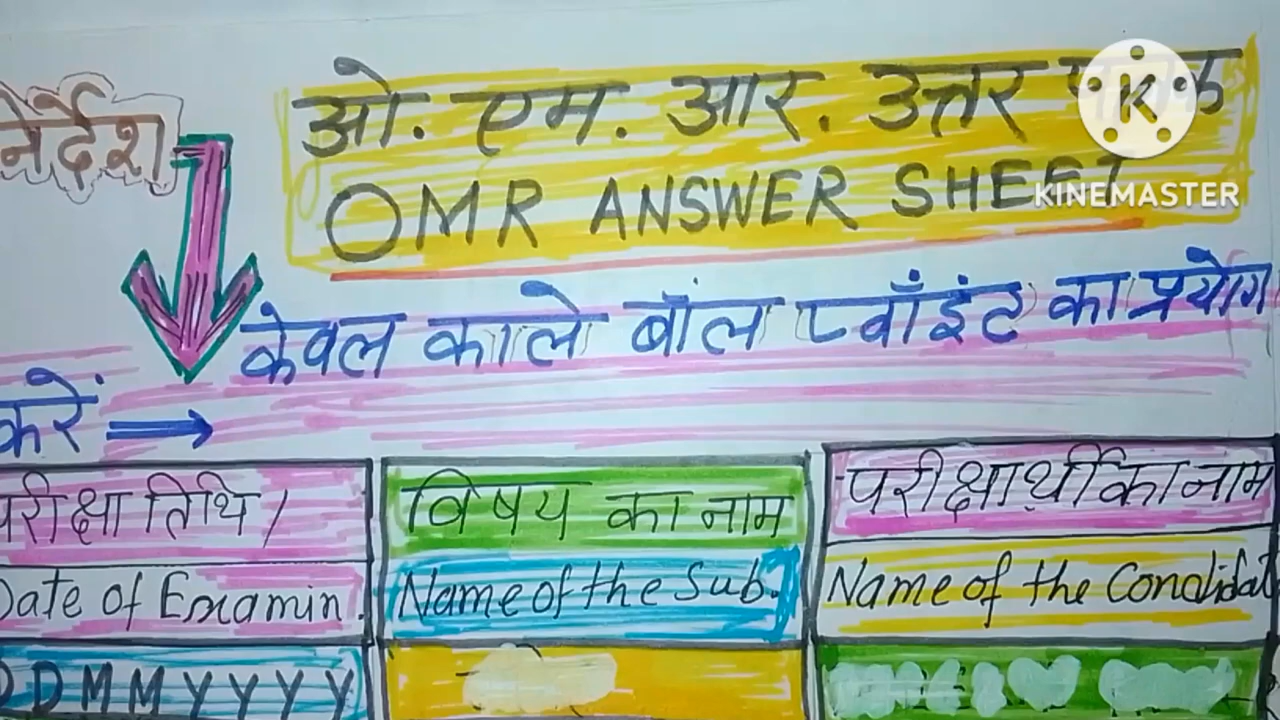 निर्देश
ओ. एम. आर. उत्तर
OMR ANSWER SHEET
KINEMASTER
केवल काले बॉल प्वाँइंट का प्रयोग
करें →
परीक्षा तिथि /
Date of Examin.
विषय का नाम
Name of the Sub.
परीक्षार्थी का नाम
Name of the Condidat
DDMMYYYY